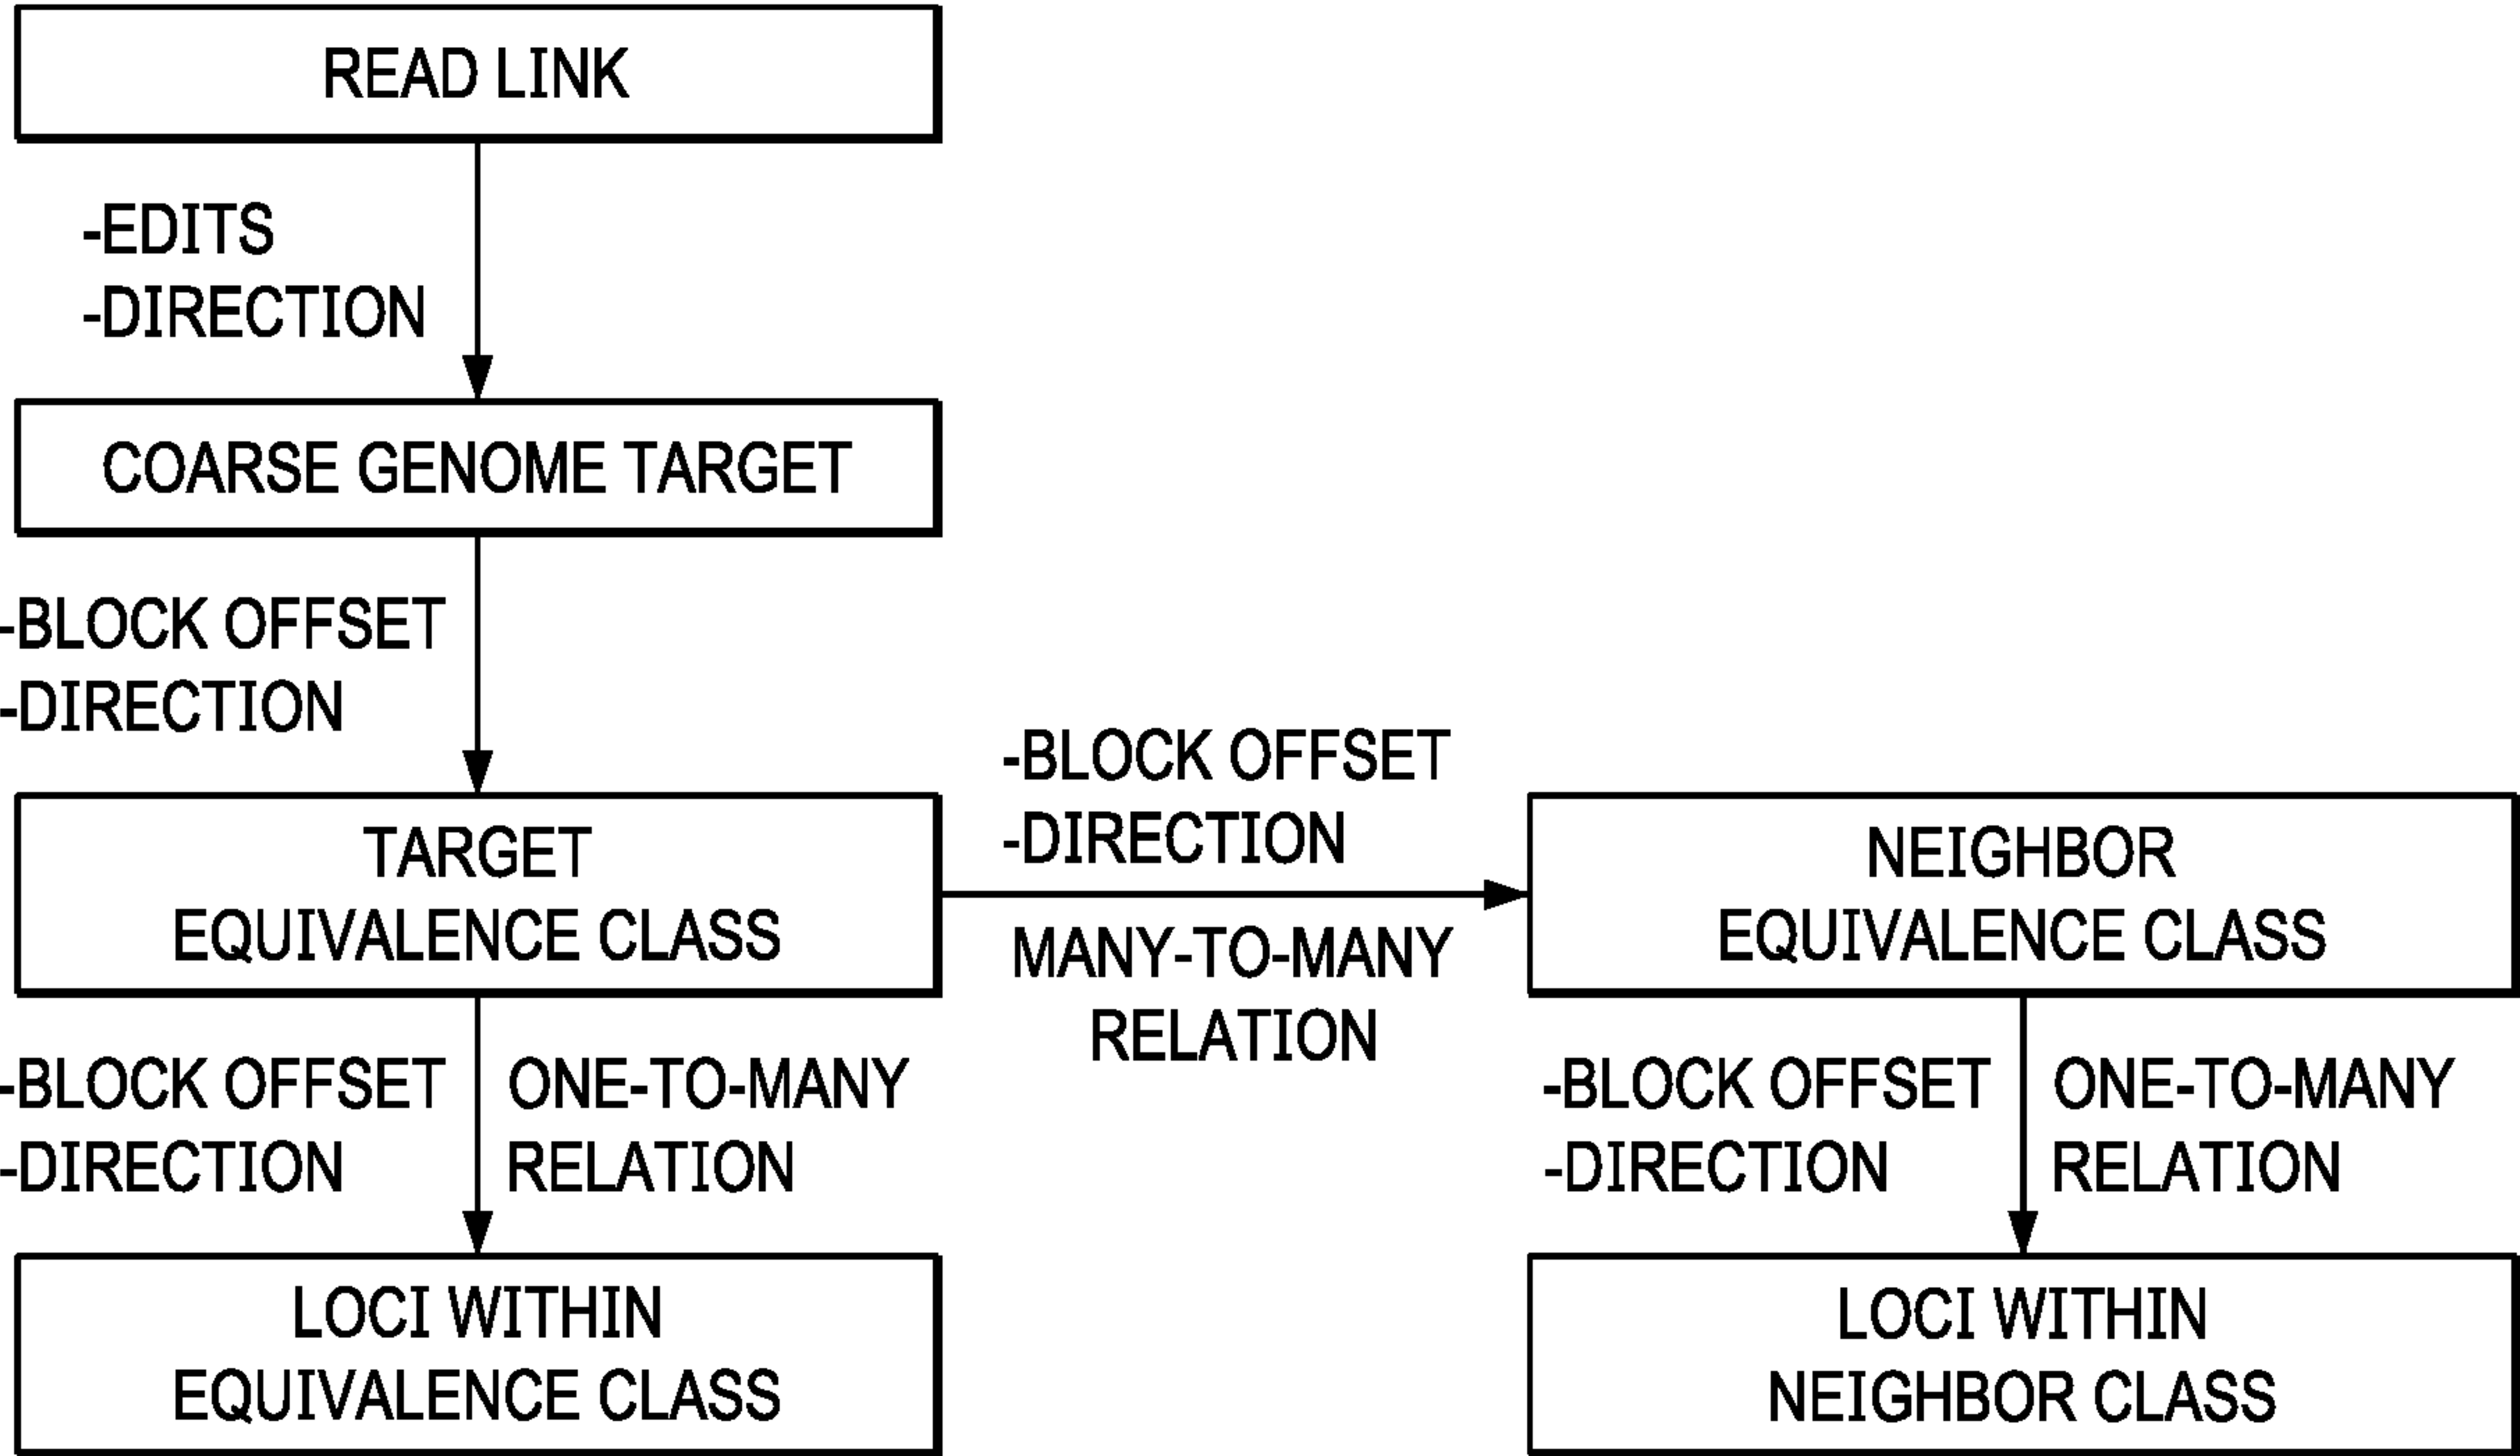 READ LINK
-EDITS
-DIRECTION
COARSE GENOME TARGET
-BLOCK OFFSET
-DIRECTION
TARGET
EQUIVALENCE CLASS
-BLOCK OFFSET
-DIRECTION
MANY-TO-MANY
RELATION
NEIGHBOR
EQUIVALENCE CLASS
-BLOCK OFFSET
-DIRECTION
ONE-TO-MANY
RELATION
LOCI WITHIN
EQUIVALENCE CLASS
-BLOCK OFFSET
-DIRECTION
ONE-TO-MANY
RELATION
LOCI WITHIN
NEIGHBOR CLASS